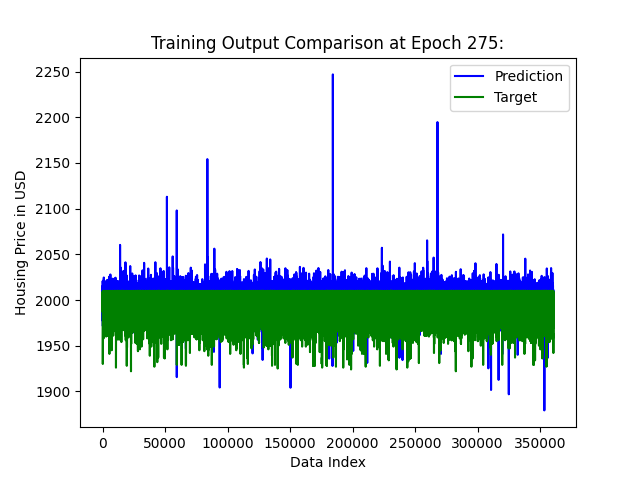 Training Output Comparison at Epoch 275:
Prediction
Target
Housing Price in USD
2250
2200
2150
2100
2050
2000
1950
1900
0 50000 100000 150000 200000 250000 300000 350000
Data Index